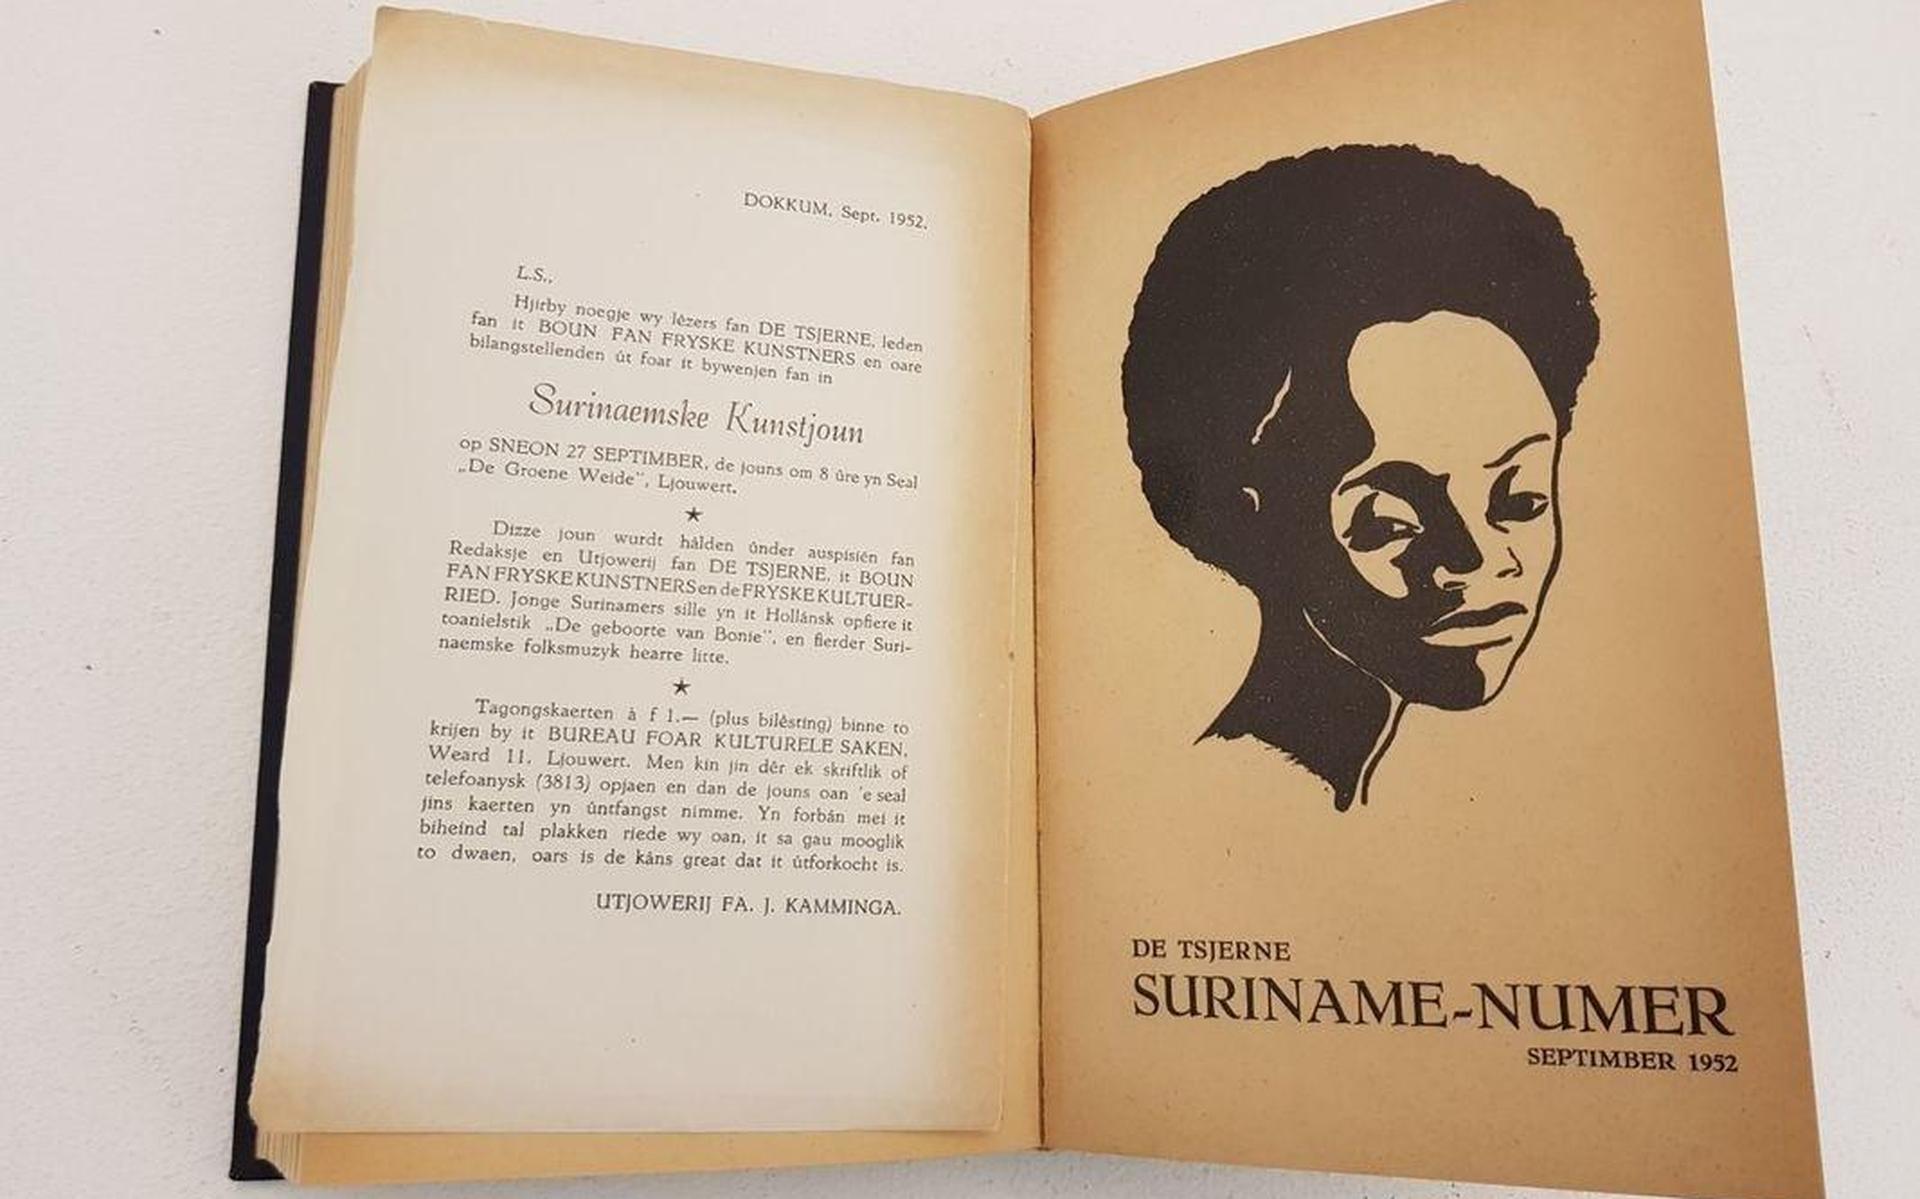 DOKKUM, Sept. 1952.
L.S.,
Hjirby noegje wy lêzers fan DE TSJERNE, leden
fan it BOUN FAN FRYSKE KUNSTNERS en oare
bilangstellenden út foar it bywenjen fan in
Surinaemske Kunstjoun
op SNEON 27 SEPTIMBER, de jouns om 8 ûre yn Seal
„De Groene Weide”, Ljouwert.
★
Dizze joun wurdt hâlden ûnder auspisiën fan
Redaksje en Utjowerij fan DE TSJERNE, it BOUN
FAN FRYSKE KUNSTNERS en de FRYSKE KULTUER-
RIED. Jonge Surinamers sille yn it Hollânsk opfiere it
toanielstik „De geboorte van Bonie”, en fierder Suri-
naemske folksmuzyk hearre litte.
★
Tagongskaerten à f 1.— (plus bilêsting) binne to
krijen by it BUREAU FOAR KULTURELE SAKEN,
Weard 11, Ljouwert. Men kin jin dêr ek skriftlik of
telefoanysk (3813) opjaen en dan de jouns oan 'e seal
jins kaerten yn ûntfangst nimme. Yn forbân mei it
biheind tal plakken riede wy oan, it sa gau mooglik
to dwaen, oars is de kâns great dat it útforkocht is.
UTJOWERIJ FA. J. KAMMINGA.
DE TSJERNE
SURINAME-NUMER
SEPTIMBER 1952